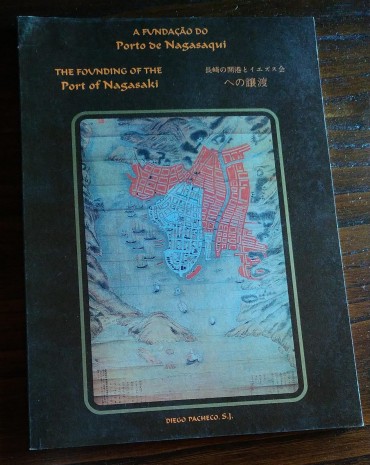 A FUNDAÇÃO DO
Porto de Nagasaqui
THE FOUNDING OF THE
Port of Nagasaki
長崎の開港とイエズス会
への譲渡
DIEGO PACHECO, S.J.